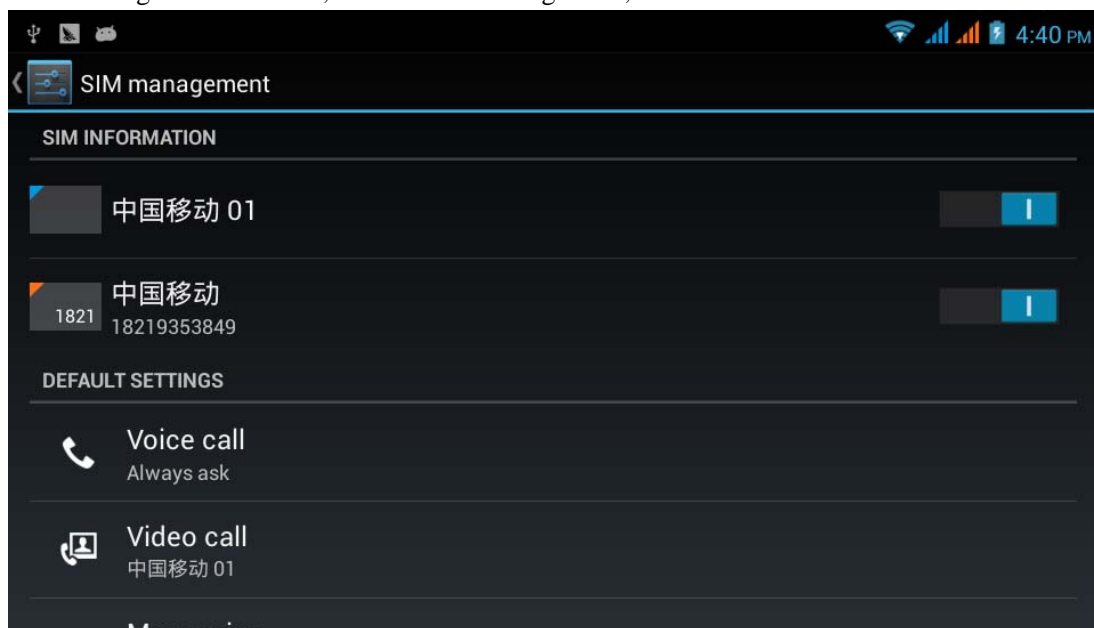 4:40 PM
SIM management
SIM INFORMATION
中国移动 01
中国移动
1821
18219353849
DEFAULT SETTINGS
Voice call
Always ask
Video call
中国移动 01